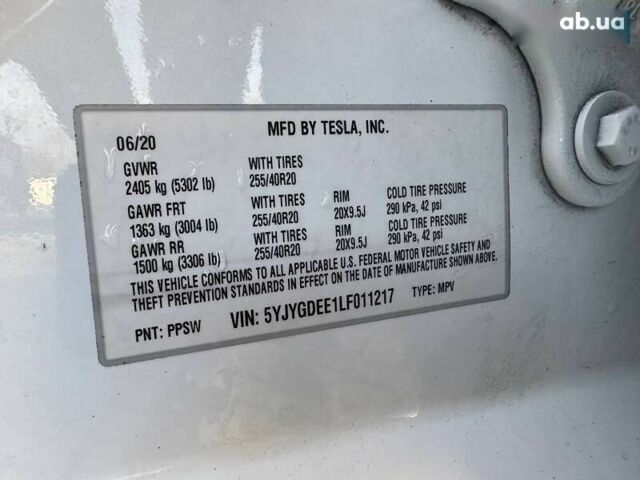 ab.ua
06/20 MFD BY TESLA, INC.
GVWR WITH TIRES
2405 kg (5302 lb) 255/40R20
GAWR FRT WITH TIRES RIM COLD TIRE PRESSURE
1363 kg (3004 lb) 255/40R20 20X9.5J 290 kPa, 42 psi
GAWR RR WITH TIRES RIM COLD TIRE PRESSURE
1500 kg (3306 lb) 255/40R20 20X9.5J 290 kPa, 42 psi
THIS VEHICLE CONFORMS TO ALL APPLICABLE U.S. FEDERAL MOTOR VEHICLE SAFETY AND
THEFT PREVENTION STANDARDS IN EFFECT ON THE DATE OF MANUFACTURE SHOWN ABOVE.
PNT: PPSW VIN: 5YJYGDEE1LF011217 TYPE: MPV